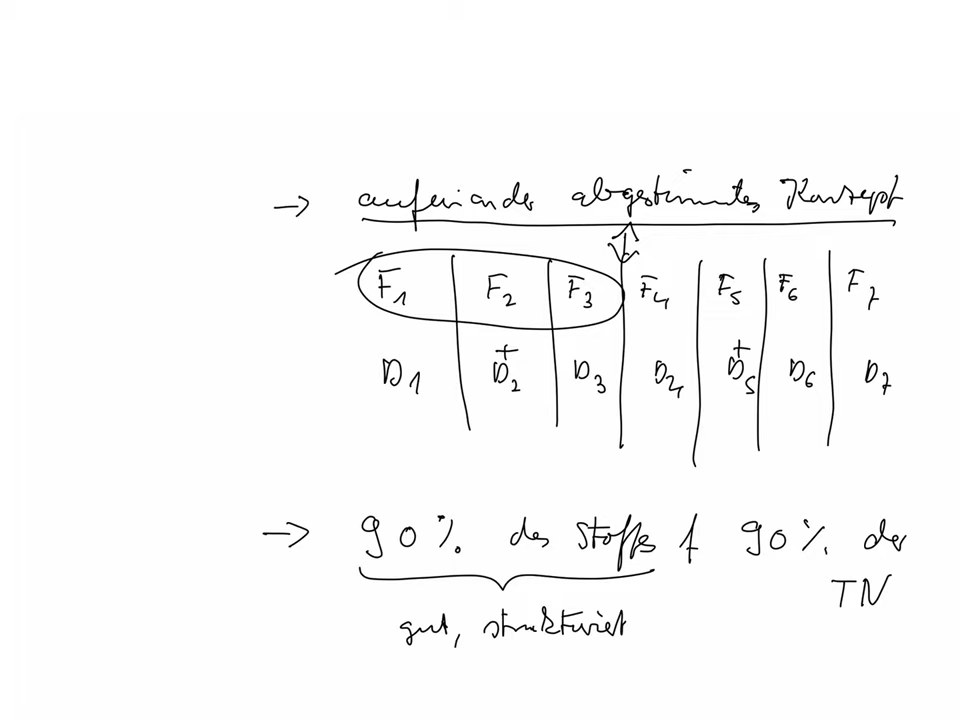 → aufeinander abgestimmtes Konzept
F1 F2 F3 F4 F5 F6 F7
+ +
D1 D2 D3 D4 D5 D6 D7
→ 90% des Stoffes f 90% der
TN
gut, strukturiert